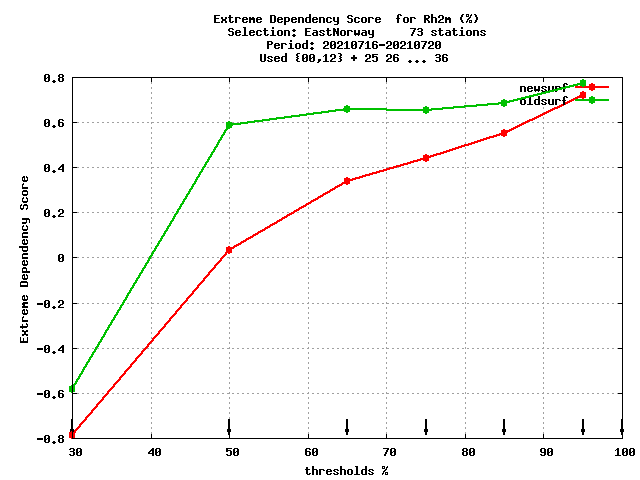 Extreme Dependency Score  for Rh2m (%)
Selection: EastNorway     73 stations
Period: 20210716-20210720
Used {00,12} + 25 26 ... 36
newsurf
oldsurf
0.8
0.6
0.4
0.2
0
-0.2
-0.4
-0.6
-0.8
Extreme Dependency Score
30 40 50 60 70 80 90 100
thresholds %